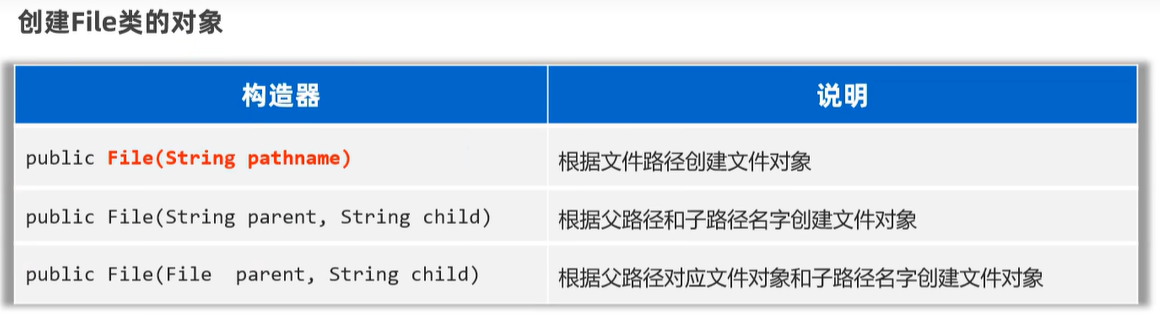 创建File类的对象
构造器 说明
public File(String pathname) 根据文件路径创建文件对象
public File(String parent, String child) 根据父路径和子路径名字创建文件对象
public File(File  parent, String child) 根据父路径对应文件对象和子路径名字创建文件对象